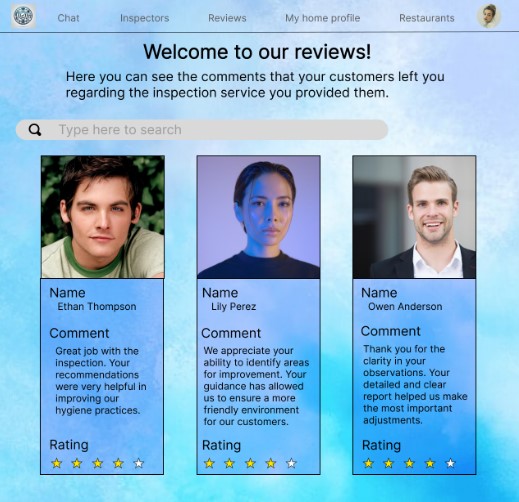 Chat Inspectors Reviews My home profile Restaurants
Welcome to our reviews!
Here you can see the comments that your customers left you
regarding the inspection service you provided them.
Type here to search
Name
Ethan Thompson
Comment
Great job with the
inspection. Your
recommendations
were very helpful in
improving our
hygiene practices.
Rating
Name
Lily Perez
Comment
We appreciate your
ability to identify areas
for improvement. Your
guidance has allowed
us to ensure a more
friendly environment
for our customers.
Rating
Name
Owen Anderson
Comment
Thank you for the
clarity in your
observations. Your
detailed and clear
report helped us make
the most important
adjustments.
Rating